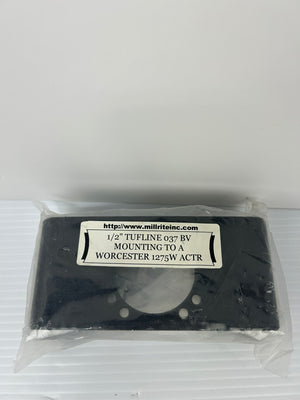 http://www.millriteinc.com
1/2" TUFLINE 037 BV
MOUNTING TO A
WORCESTER 1275W ACTR